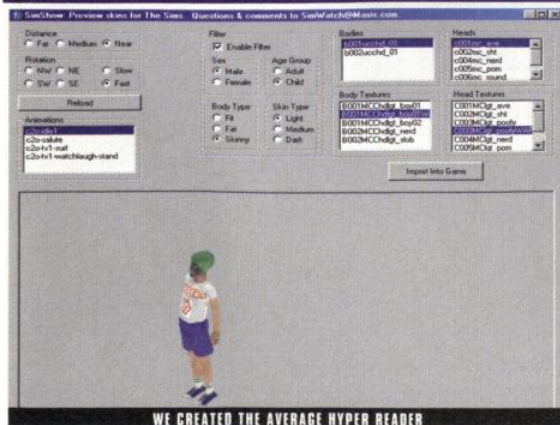 SimShow: Preview skins for The Sims. Questions & comments to SimWatch@Maxis.com
Distance
Far Medium Near
Rotation
NW NE Slow
SW SE Fast
Reload
Animations
c2o-idle1
c2o-salute
c2o-tv1-surl
c2o-tv1-watchlaugh-stand
Filter
Enable Filter
Sex
Male
Female
Age Group
Adult
Child
Body Type
Fit
Fat
Skinny
Skin Type
Light
Medium
Dark
Bodies
b002ucchd_01
Body Textures
B001MCChdlgt_boy01
B001MCChdlgt_boy02
B002MCChdlgt_nerd
B002MCChdlgt_slob
Heads
c001mc_ave
c002mc_sht
c004mc_nerd
c005mc_pom
c006mc_round
Head Textures
C001MClgt_ave
C002MClgt_sht
C003MClgt_poofy
C004MClgt_nerd
C005MClgt_pom
Import Into Game
WE CREATED THE AVERAGE HYPER READER